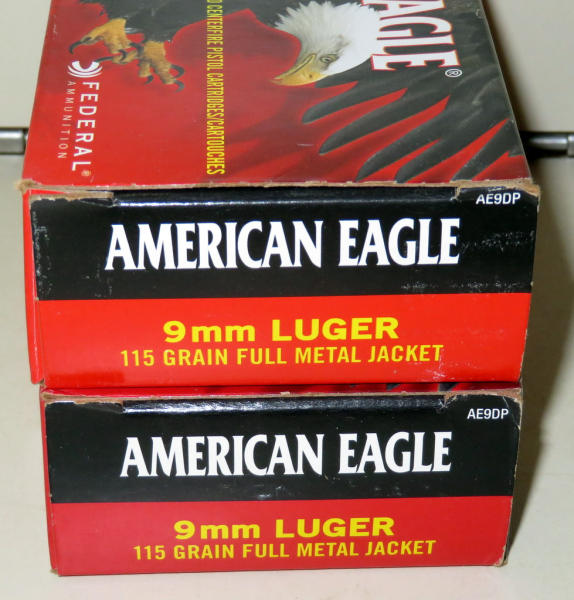 EAGLE®
CENTERFIRE PISTOL CARTRIDGES/CARTOUCHES
FEDERAL®
AMMUNITION
AE9DP
AMERICAN EAGLE
9mm LUGER
115 GRAIN FULL METAL JACKET
AE9DP
AMERICAN EAGLE
9mm LUGER
115 GRAIN FULL METAL JACKET